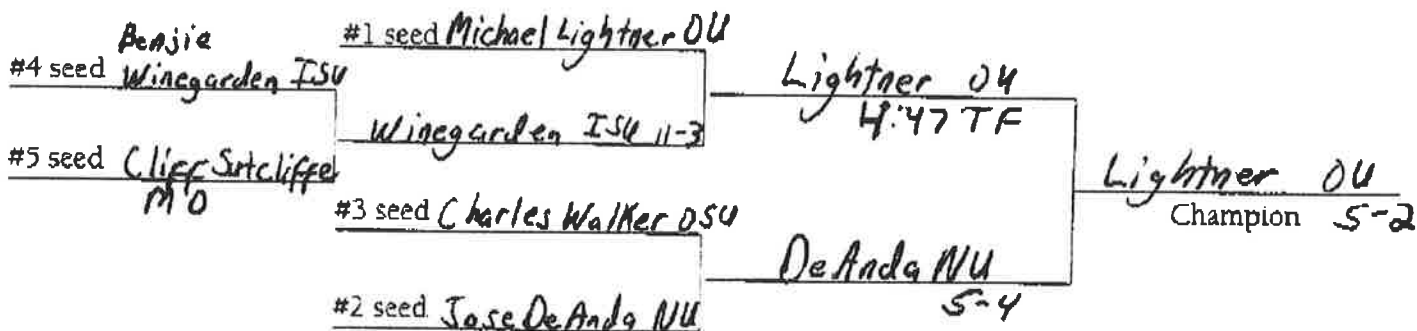 Benjie
#4 seed Winegarden ISU
#5 seed Cliff Sutcliffe
MO
#1 seed Michael Lightner OU
Winegarden ISU 11-3
#3 seed Charles Walker OSU
#2 seed Jose DeAnda NU
Lightner OU
4:47 TF
DeAnda NU
5-4
Lightner OU
Champion 5-2